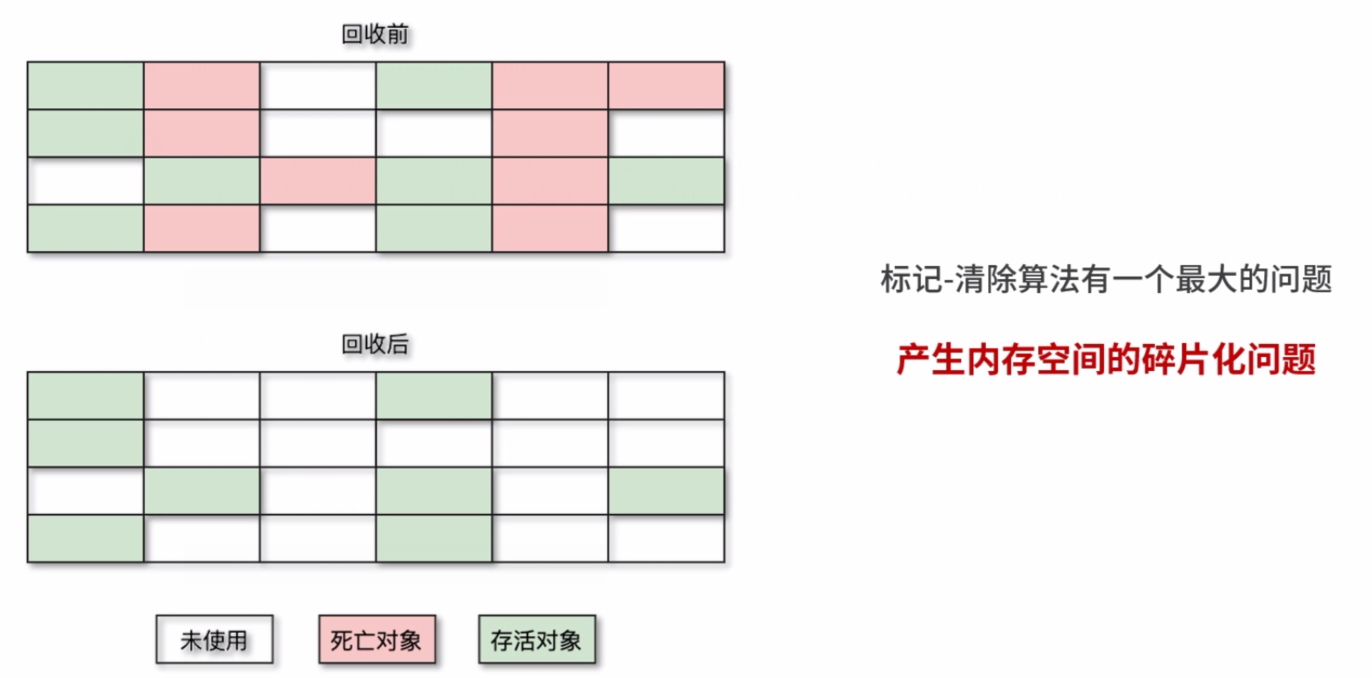 回收前
标记-清除算法有一个最大的问题
产生内存空间的碎片化问题
回收后
未使用
死亡对象
存活对象